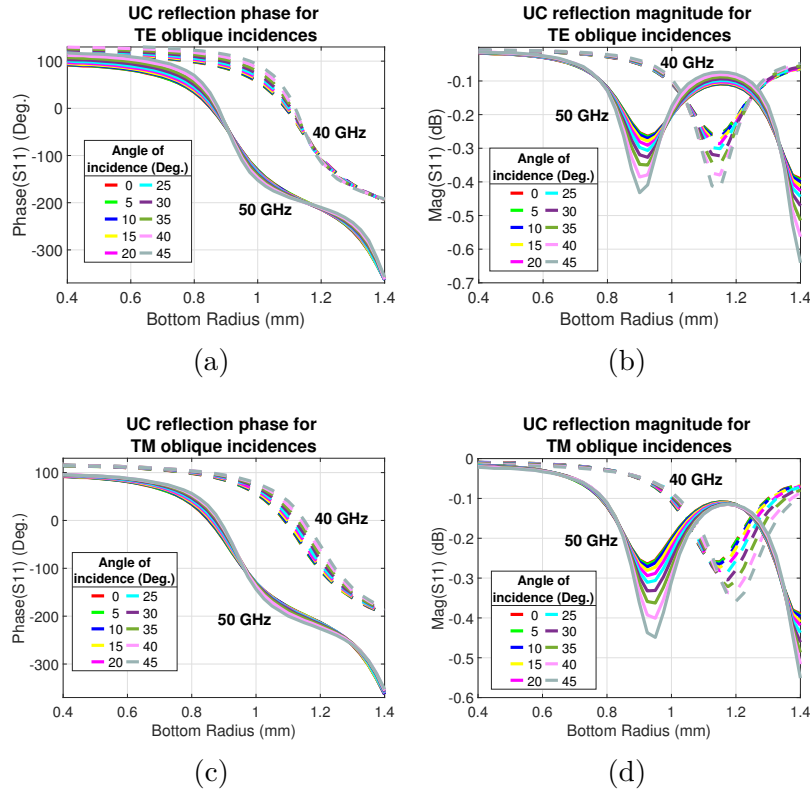 UC reflection phase for
TE oblique incidences
100
0
-100
-200
-300
Phase(S11) (Deg.)
40 GHz
50 GHz
Angle of
incidence (Deg.)
0 25
5 30
10 35
15 40
20 45
0.4 0.6 0.8 1 1.2 1.4
Bottom Radius (mm)
(a)
UC reflection magnitude for
TE oblique incidences
-0.1
-0.2
-0.3
-0.4
-0.5
-0.6
-0.7
Mag(S11) (dB)
40 GHz
50 GHz
Angle of
incidence (Deg.)
0 25
5 30
10 35
15 40
20 45
0.4 0.6 0.8 1 1.2 1.4
Bottom Radius (mm)
(b)
UC reflection phase for
TM oblique incidences
100
0
-100
-200
-300
Phase(S11) (Deg.)
40 GHz
50 GHz
Angle of
incidence (Deg.)
0 25
5 30
10 35
15 40
20 45
0.4 0.6 0.8 1 1.2 1.4
Bottom Radius (mm)
(c)
UC reflection magnitude for
TM oblique incidences
0
-0.1
-0.2
-0.3
-0.4
-0.5
-0.6
Mag(S11) (dB)
40 GHz
50 GHz
Angle of
incidence (Deg.)
0 25
5 30
10 35
15 40
20 45
0.4 0.6 0.8 1 1.2 1.4
Bottom Radius (mm)
(d)